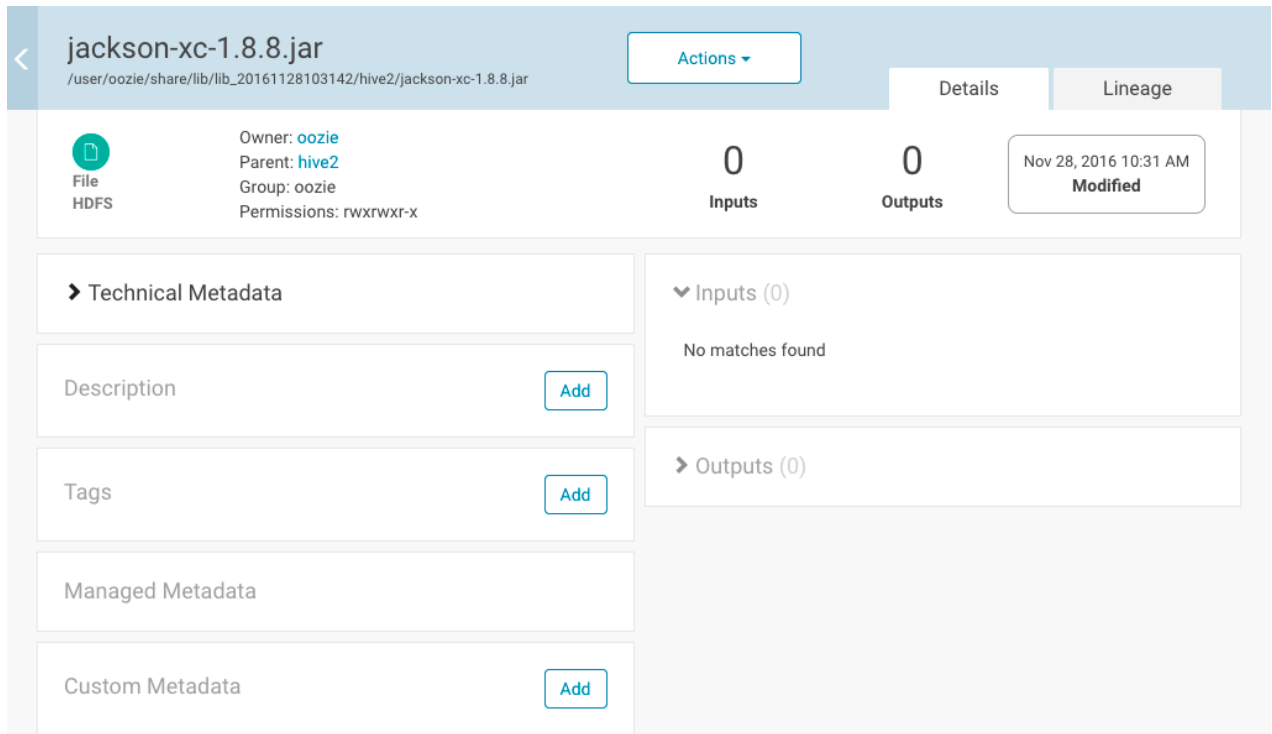 jackson-xc-1.8.8.jar
/user/oozie/share/lib/lib_20161128103142/hive2/jackson-xc-1.8.8.jar
Actions
Details
Lineage
File
HDFS
Owner: oozie
Parent: hive2
Group: oozie
Permissions: rwxrwxr-x
0
Inputs
0
Outputs
Nov 28, 2016 10:31 AM
Modified
Technical Metadata
Description
Add
Tags
Add
Managed Metadata
Custom Metadata
Add
Inputs (0)
No matches found
Outputs (0)